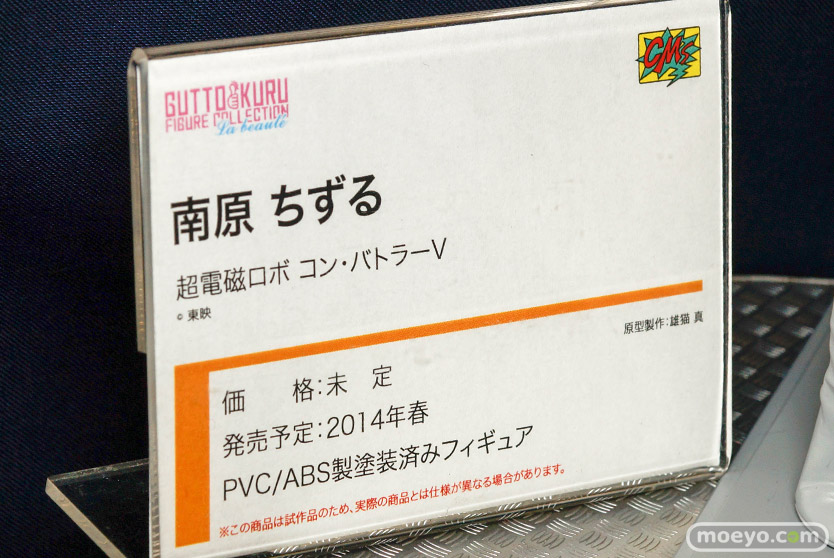 GUTTO KURU
FIGURE COLLECTION
La beauté
CMs
南原 ちずる
超電磁ロボ コン・バトラーV
© 東映
原型製作：雄猫 真
価　　格：未　定
発売予定：2014年春
PVC/ABS製塗装済みフィギュア
※この商品は試作品のため、実際の商品とは仕様が異なる場合があります。
moeyo.com